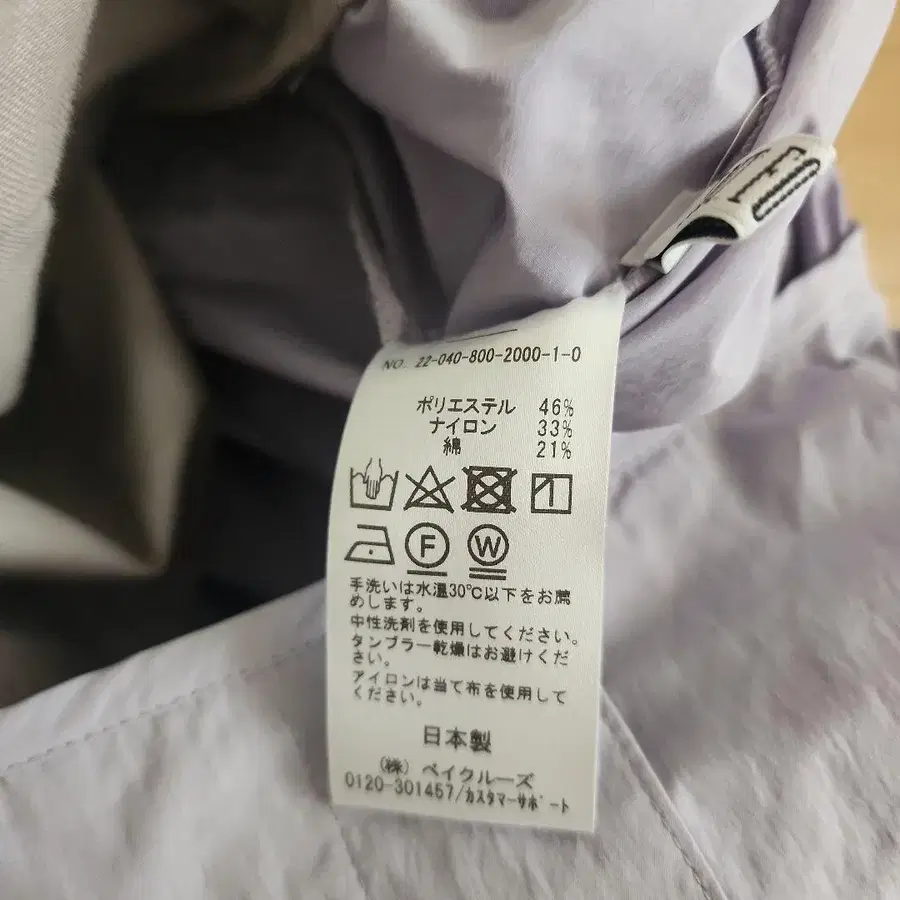 NO. 22-040-800-2000-1-0
ポリエステル 46%
ナイロン 33%
綿 21%
F W
手洗いは水温30℃以下をお薦
めします。
中性洗剤を使用してください。
タンブラー乾燥はお避けくだ
さい。
アイロンは当て布を使用して
ください。
日本製
(株) ベイクルーズ
0120-301457/カスタマーサポート